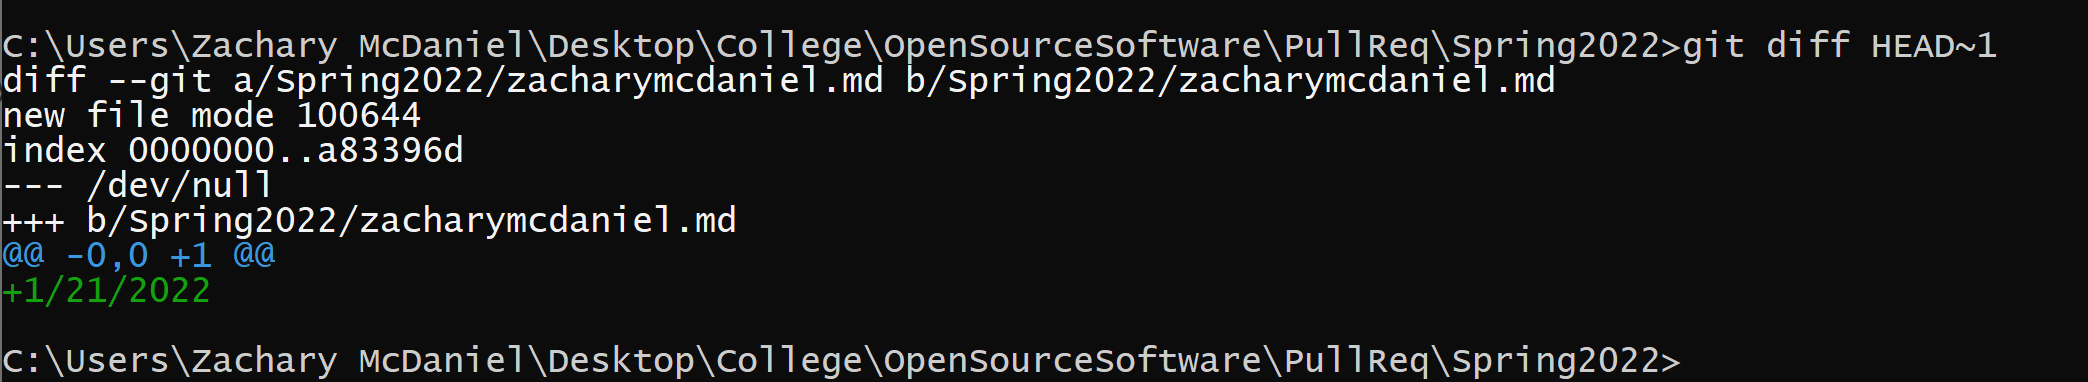 C:\Users\Zachary McDaniel\Desktop\College\OpenSourceSoftware\PullReq\Spring2022>git diff HEAD~1
diff --git a/Spring2022/zacharymcdaniel.md b/Spring2022/zacharymcdaniel.md
new file mode 100644
index 0000000..a83396d
--- /dev/null
+++ b/Spring2022/zacharymcdaniel.md
@@ -0,0 +1 @@
+1/21/2022
C:\Users\Zachary McDaniel\Desktop\College\OpenSourceSoftware\PullReq\Spring2022>